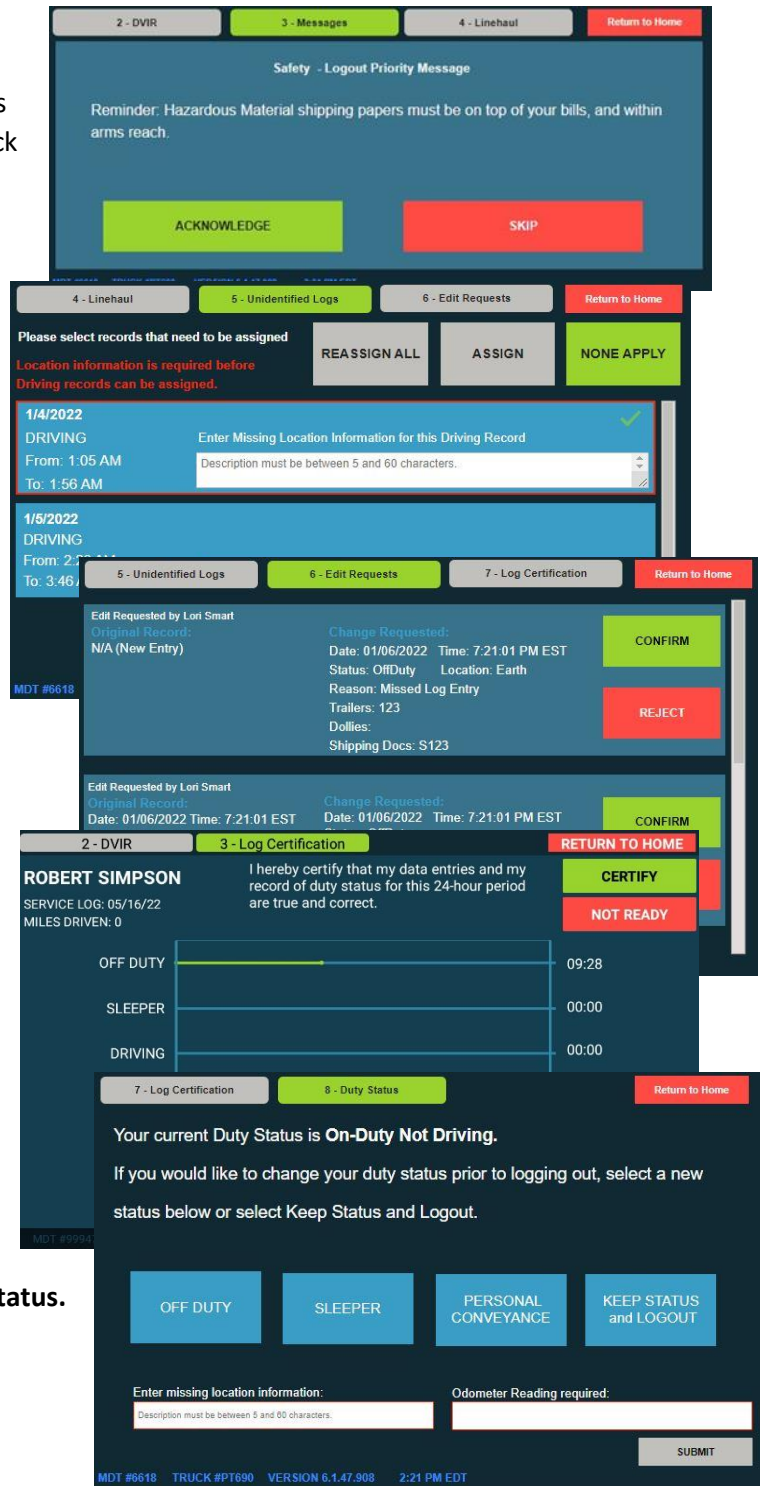 2 - DVIR
3 - Messages
4 - Linehaul
Return to Home
Safety - Logout Priority Message
Reminder: Hazardous Material shipping papers must be on top of your bills, and within
arms reach.
ACKNOWLEDGE
SKIP
4 - Linehaul
5 - Unidentified Logs
6 - Edit Requests
Return to Home
Please select records that need to be assigned
Location information is required before
Driving records can be assigned.
REASSIGN ALL
ASSIGN
NONE APPLY
1/4/2022
DRIVING
From: 1:05 AM
To: 1:56 AM
Enter Missing Location Information for this Driving Record
Description must be between 5 and 60 characters.
1/5/2022
DRIVING
From: 2:
To: 3:46
MDT #6618
5 - Unidentified Logs
6 - Edit Requests
7 - Log Certification
Return to Home
Edit Requested by Lori Smart
Original Record:
N/A (New Entry)
Change Requested:
Date: 01/06/2022 Time: 7:21:01 PM EST
Status: OffDuty Location: Earth
Reason: Missed Log Entry
Trailers: 123
Dollies:
Shipping Docs: S123
CONFIRM
REJECT
Edit Requested by Lori Smart
Original Record:
Date: 01/06/2022 Time: 7:21:01 EST
Change Requested:
Date: 01/06/2022 Time: 7:21:01 PM EST
CONFIRM
2 - DVIR
3 - Log Certification
RETURN TO HOME
ROBERT SIMPSON
SERVICE LOG: 05/16/22
MILES DRIVEN: 0
I hereby certify that my data entries and my
record of duty status for this 24-hour period
are true and correct.
CERTIFY
NOT READY
OFF DUTY 09:28
SLEEPER 00:00
DRIVING 00:00
7 - Log Certification
8 - Duty Status
Return to Home
Your current Duty Status is On-Duty Not Driving.
If you would like to change your duty status prior to logging out, select a new
status below or select Keep Status and Logout.
tatus.
OFF DUTY
SLEEPER
PERSONAL
CONVEYANCE
KEEP STATUS
and LOGOUT
Enter missing location information:
Description must be between 5 and 60 characters.
Odometer Reading required:
SUBMIT
MDT #6618 TRUCK #PT690 VERSION 6.1.47.908 2:21 PM EDT